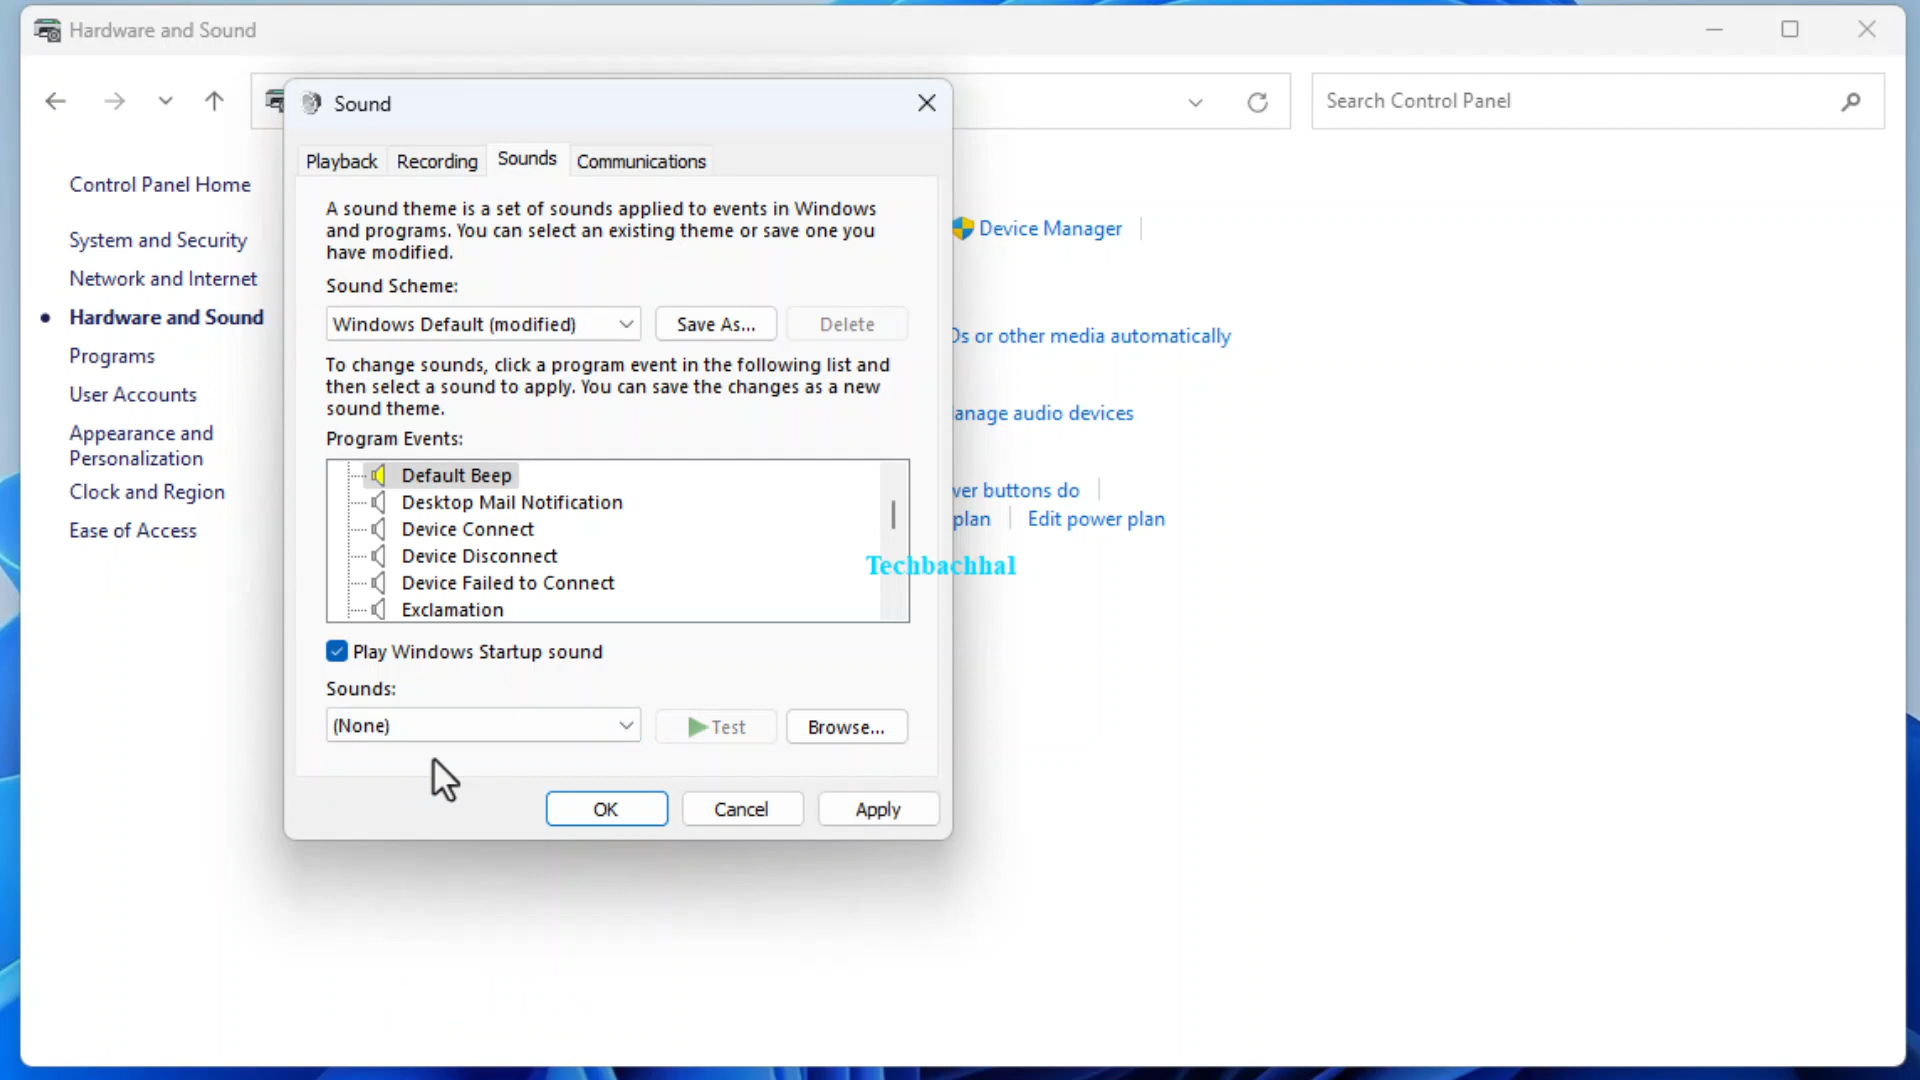 Hardware and Sound
Search Control Panel
Sound
Playback
Recording
Sounds
Communications
Control Panel Home
System and Security
Network and Internet
Hardware and Sound
Programs
User Accounts
Appearance and
Personalization
Clock and Region
Ease of Access
A sound theme is a set of sounds applied to events in Windows
and programs. You can select an existing theme or save one you
have modified.
Sound Scheme:
Windows Default (modified)
Save As...
Delete
To change sounds, click a program event in the following list and
then select a sound to apply. You can save the changes as a new
sound theme.
Program Events:
Default Beep
Desktop Mail Notification
Device Connect
Device Disconnect
Device Failed to Connect
Exclamation
Play Windows Startup sound
Sounds:
(None)
Test
Browse...
OK
Cancel
Apply
Device Manager
or other media automatically
audio devices
buttons do
plan
Edit power plan
Techbachhal